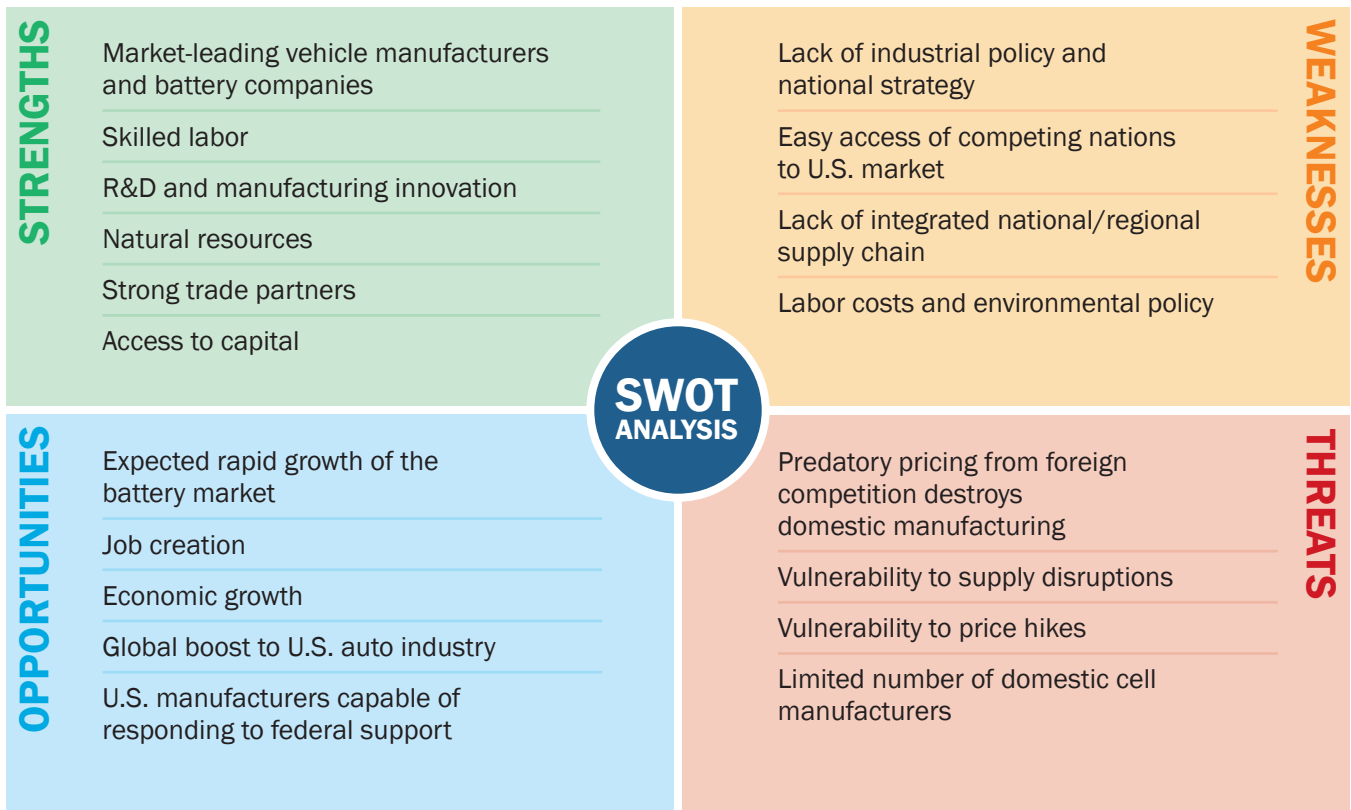 STRENGTHS
Market-leading vehicle manufacturers
and battery companies
Skilled labor
R&D and manufacturing innovation
Natural resources
Strong trade partners
Access to capital
WEAKNESSES
Lack of industrial policy and
national strategy
Easy access of competing nations
to U.S. market
Lack of integrated national/regional
supply chain
Labor costs and environmental policy
SWOT
ANALYSIS
OPPORTUNITIES
Expected rapid growth of the
battery market
Job creation
Economic growth
Global boost to U.S. auto industry
U.S. manufacturers capable of
responding to federal support
THREATS
Predatory pricing from foreign
competition destroys
domestic manufacturing
Vulnerability to supply disruptions
Vulnerability to price hikes
Limited number of domestic cell
manufacturers